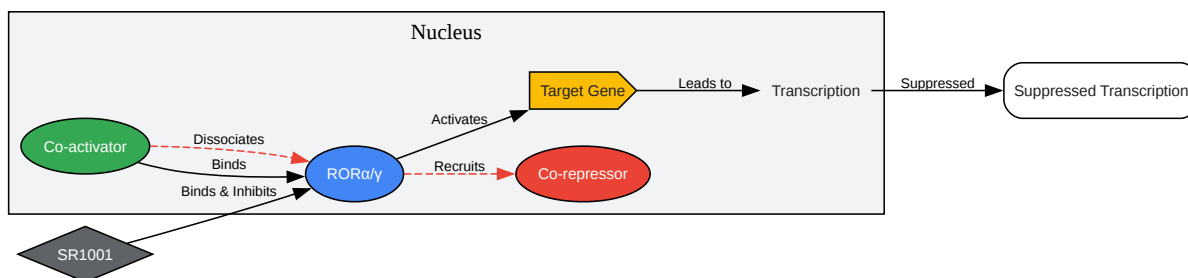 Nucleus
Target Gene
Leads to
Transcription
Suppressed
Suppressed Transcription
Activates
Co-activator
Dissociates
Binds
Binds & Inhibits
RORα/γ
Recruits
Co-repressor
SR1001